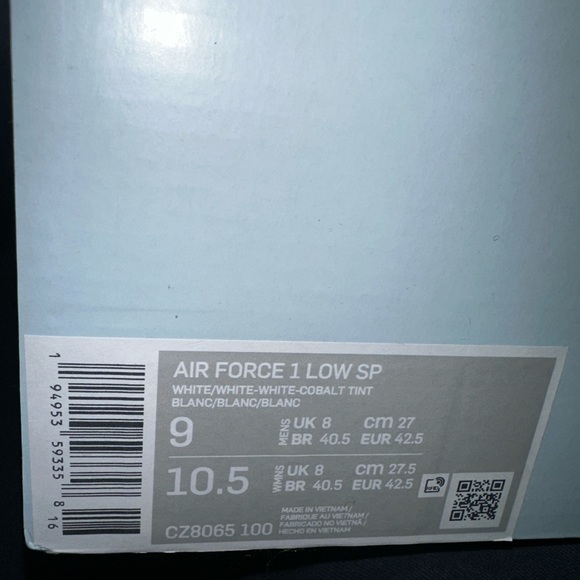 AIR FORCE 1 LOW SP
WHITE/WHITE-WHITE-COBALT TINT
BLANC/BLANC/BLANC
9 MENS UK 8 cm 27
BR 40.5 EUR 42.5
10.5 WMNS UK 8 cm 27.5
BR 40.5 EUR 42.5
MADE IN VIETNAM/
FABRIQUE AU VIETNAM/
FABRICADO NO VIETNÃ/
HECHO EN VIETNAM
CZ8065 100
1 94953 59335 8 16